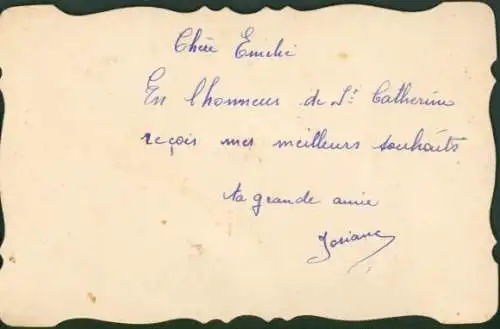 Chère Emilie
En l'honneur de St Catherine
reçois mes meilleurs souhaits
ta grande amie
Josiane